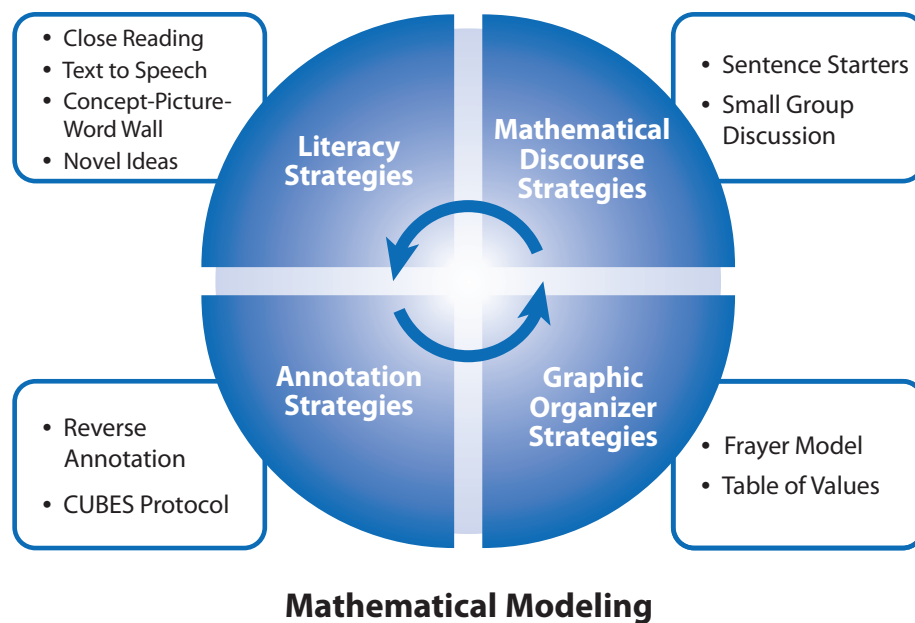 • Close Reading
• Text to Speech
• Concept-Picture-
Word Wall
• Novel Ideas
Literacy
Strategies
Mathematical
Discourse
Strategies
• Sentence Starters
• Small Group
Discussion
• Reverse
Annotation
• CUBES Protocol
Annotation
Strategies
Graphic
Organizer
Strategies
• Frayer Model
• Table of Values
Mathematical Modeling